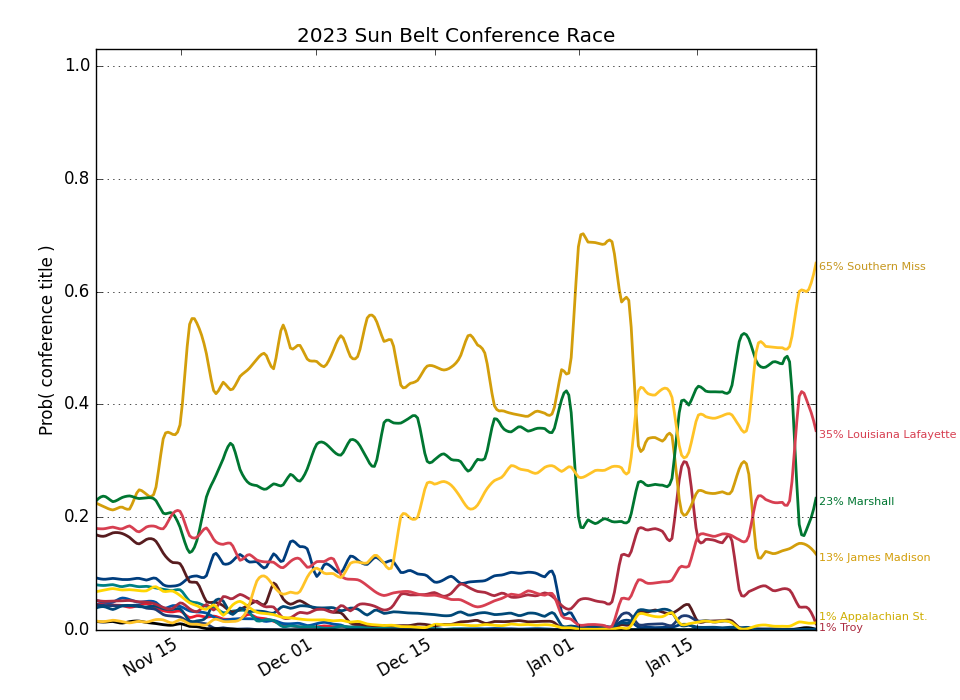 2023 Sun Belt Conference Race
Prob( conference title )
1.0
0.8
0.6
0.4
0.2
0.0
Nov 15
Dec 01
Dec 15
Jan 01
Jan 15
65% Southern Miss
35% Louisiana Lafayette
23% Marshall
13% James Madison
1% Appalachian St.
1% Troy